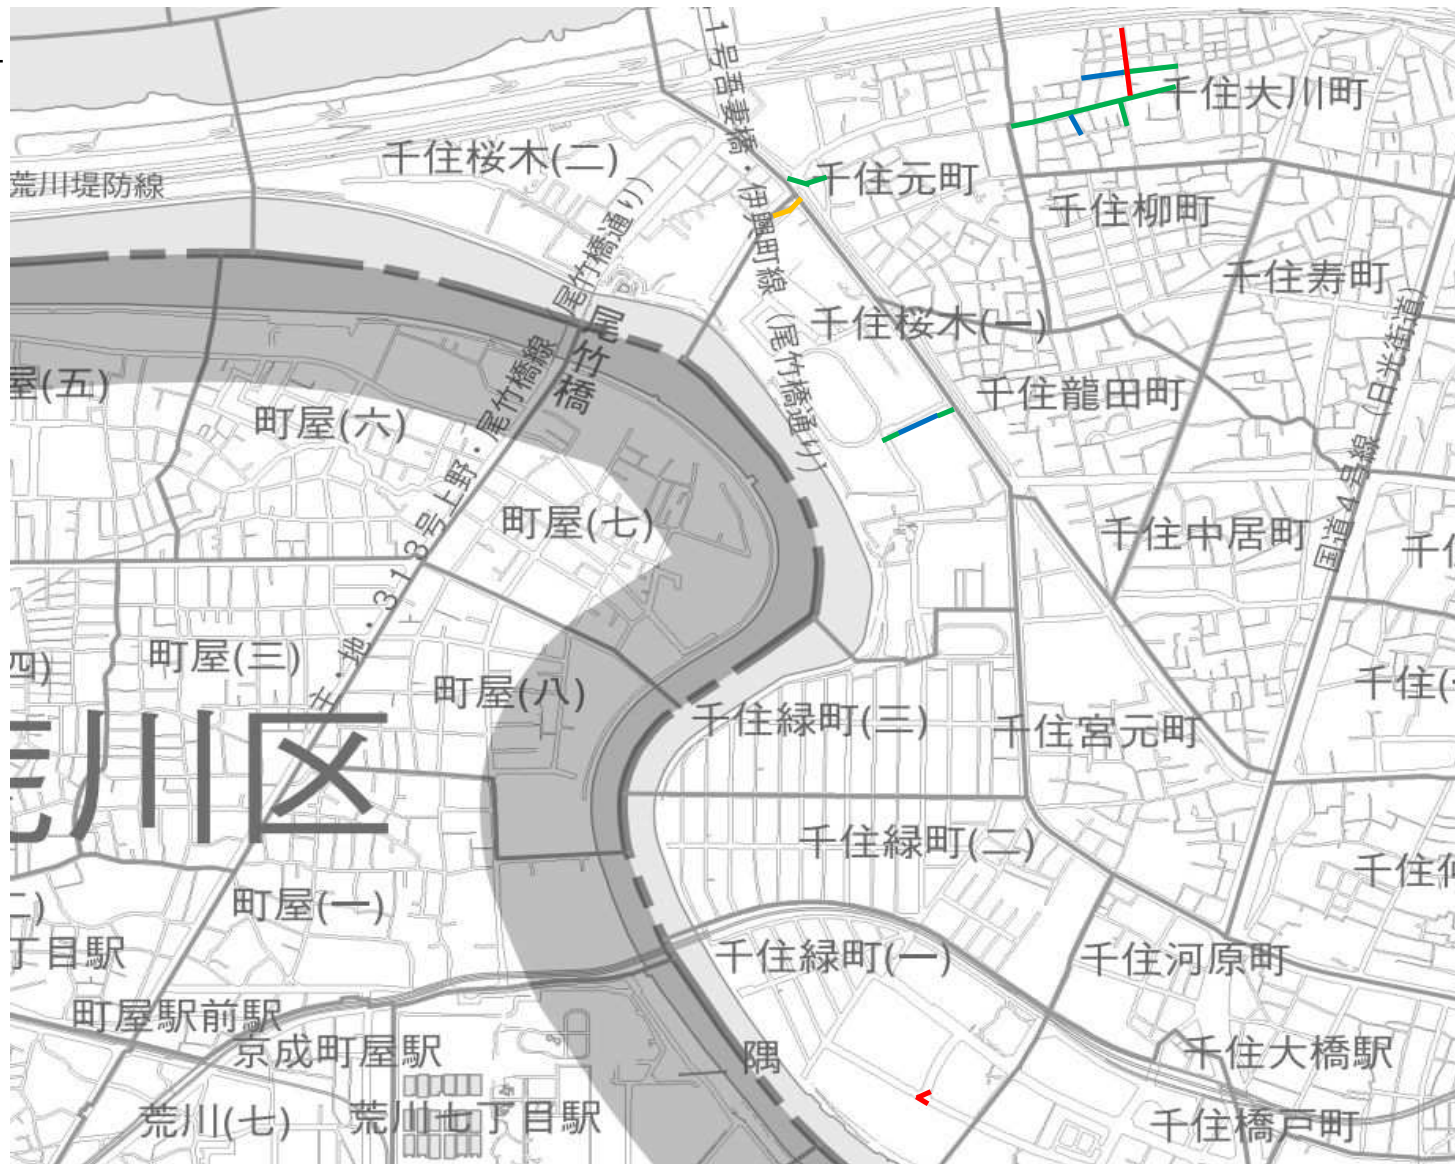 1号吾妻橋・伊興町線(尾竹橋通り)
千住大川町
千住桜木(二)
千住元町
荒川堤防線
千住柳町
千住寿町
千住桜木(一)
尾竹橋
屋(五)
町屋(六)
千住龍田町
主・地・318号上野・尾竹橋線 尾竹橋通り)
国道4号線(日光街道)
町屋(七)
千住中居町
町屋(三)
四)
町屋(八)
千住緑町(三)
千住宮元町
千住(
荒川区
千住緑町(二)
町屋(一)
丁目駅
千住緑町(一)
千住河原町
町屋駅前駅
京成町屋駅
隅
千住大橋駅
荒川(七)
荒川七丁目駅
千住橋戸町